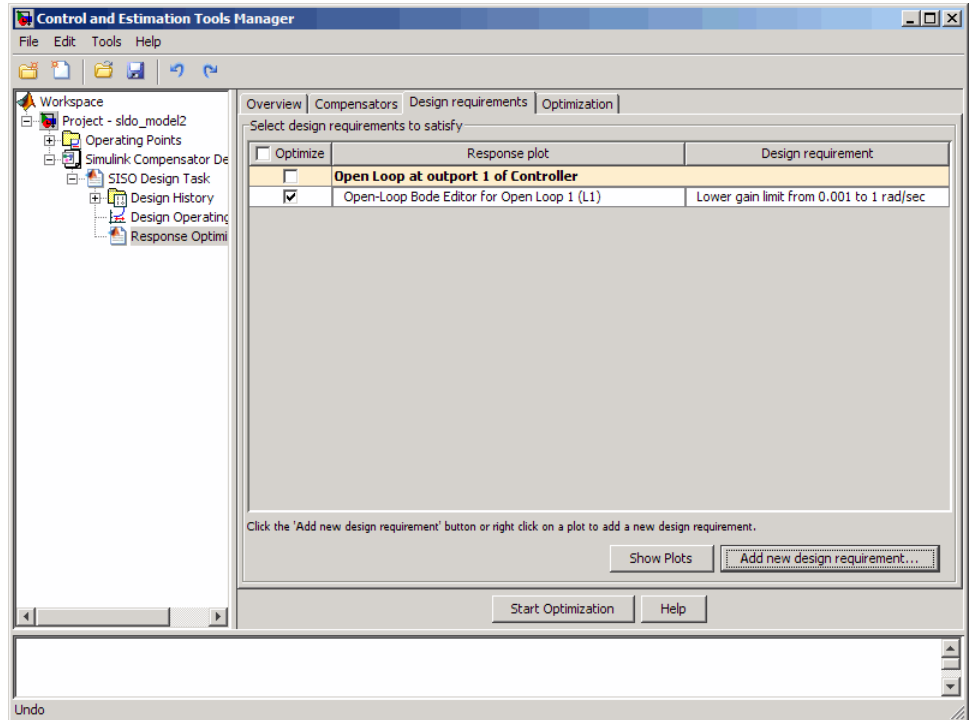 Control and Estimation Tools Manager
File Edit Tools Help
Workspace
Project - sldo_model2
Operating Points
Simulink Compensator De
SISO Design Task
Design History
Design Operating
Response Optimi
Overview Compensators Design requirements Optimization
Select design requirements to satisfy
Optimize Response plot Design requirement
Open Loop at outport 1 of Controller
Open-Loop Bode Editor for Open Loop 1 (L1) Lower gain limit from 0.001 to 1 rad/sec
Click the 'Add new design requirement' button or right click on a plot to add a new design requirement.
Show Plots Add new design requirement...
Start Optimization Help
Undo